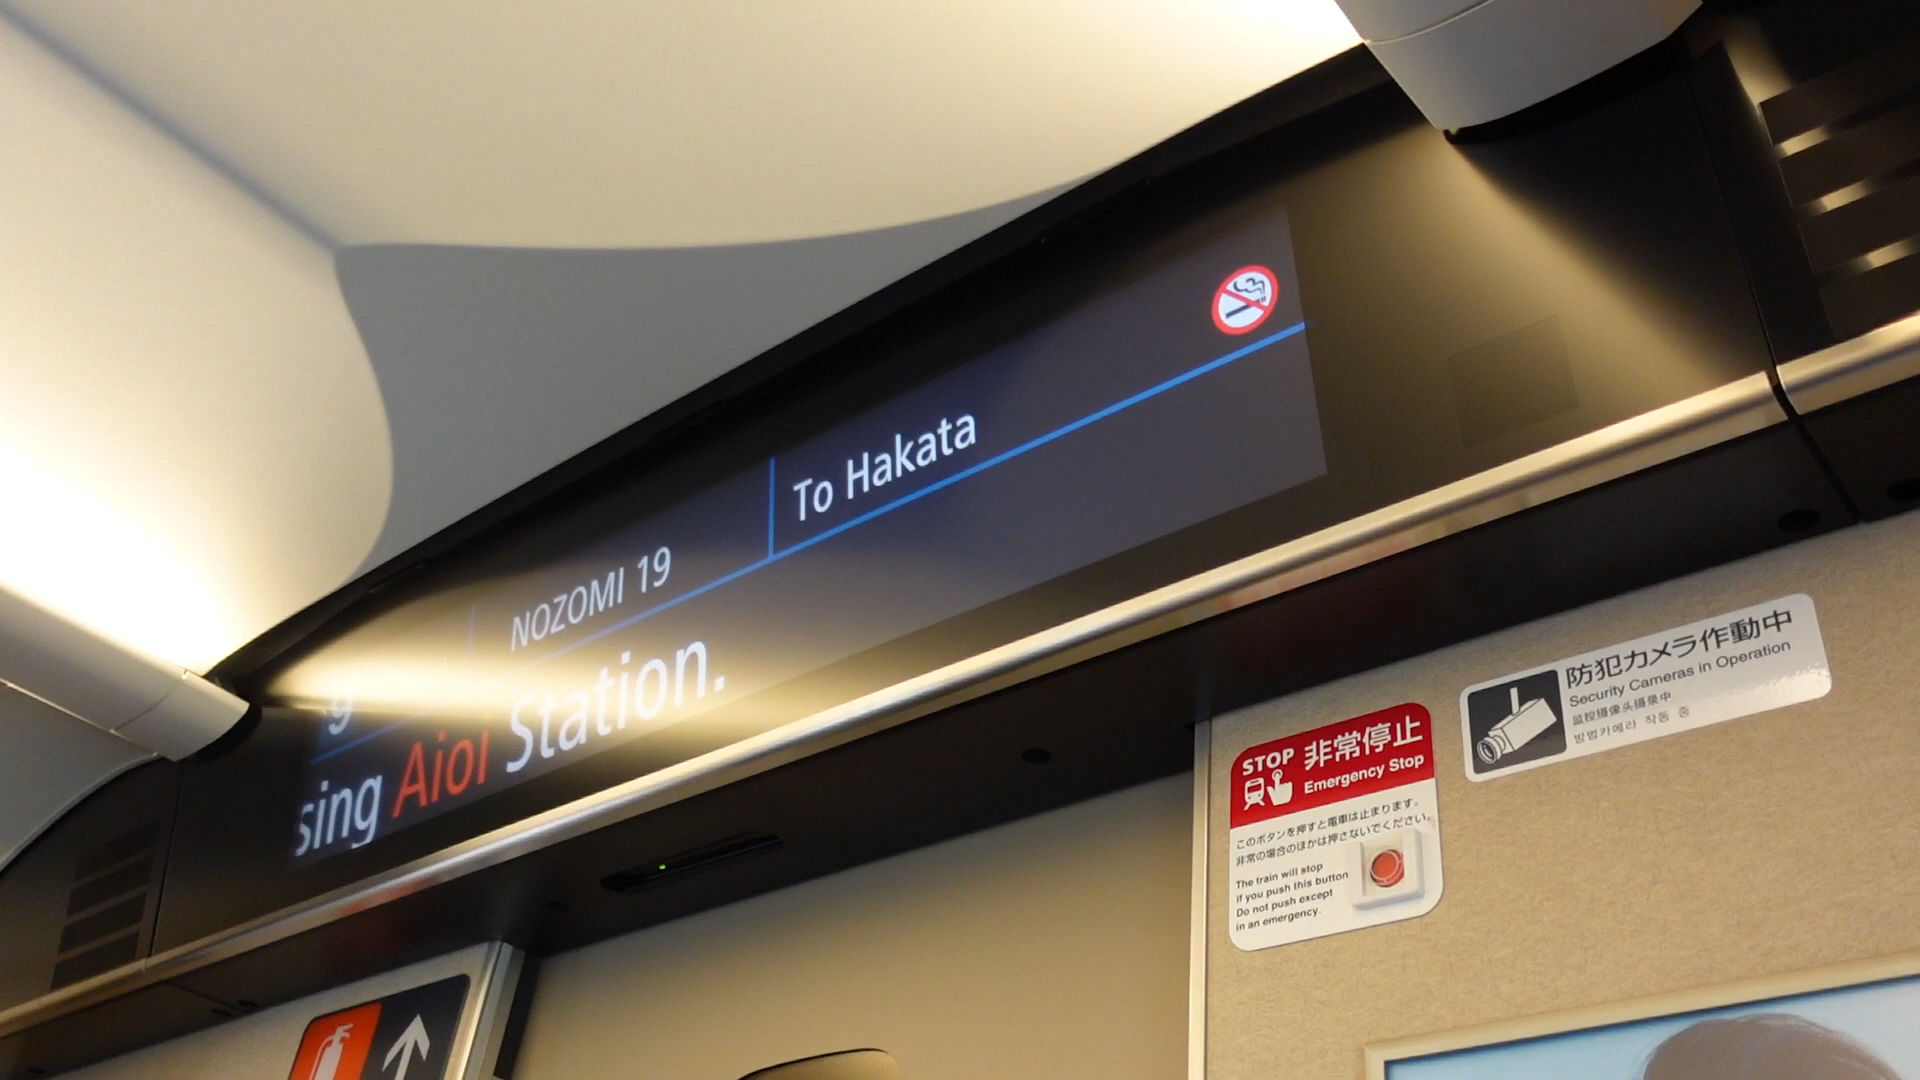 9
NOZOMI 19
To Hakata
sing Aioi Station.
STOP 非常停止
Emergency Stop
このボタンを押すと電車は止まります。
非常の場合のほかは押さないでください。
The train will stop
if you push this button
Do not push except
in an emergency.
防犯カメラ作動中
Security Cameras in Operation
监控摄像头摄录中
방범카메라 작동 중